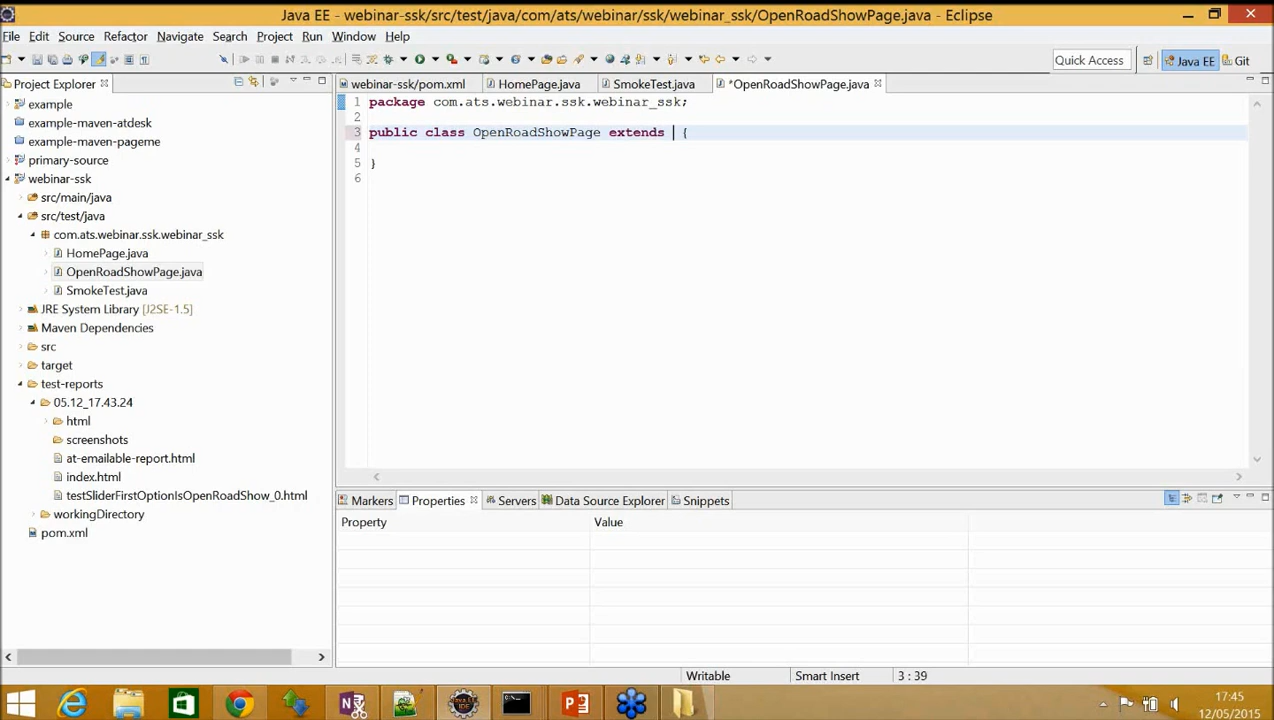 Java EE - webinar-ssk/src/test/java/com/ats/webinar/ssk/webinar_ssk/OpenRoadShowPage.java - Eclipse
File Edit Source Refactor Navigate Search Project Run Window Help
Quick Access Java EE Git
Project Explorer
webinar-ssk/pom.xml HomePage.java SmokeTest.java *OpenRoadShowPage.java
example
example-maven-atdesk
example-maven-pageme
primary-source
webinar-ssk
src/main/java
src/test/java
com.ats.webinar.ssk.webinar_ssk
HomePage.java
OpenRoadShowPage.java
SmokeTest.java
JRE System Library [J2SE-1.5]
Maven Dependencies
src
target
test-reports
05.12_17.43.24
html
screenshots
at-emailable-report.html
index.html
testSliderFirstOptionIsOpenRoadShow_0.html
workingDirectory
pom.xml
1 package com.ats.webinar.ssk.webinar_ssk;
2
3 public class OpenRoadShowPage extends {
4
5 }
6
Markers Properties Servers Data Source Explorer Snippets
Property Value
Writable Smart Insert 3 : 39
17:45
12/05/2015